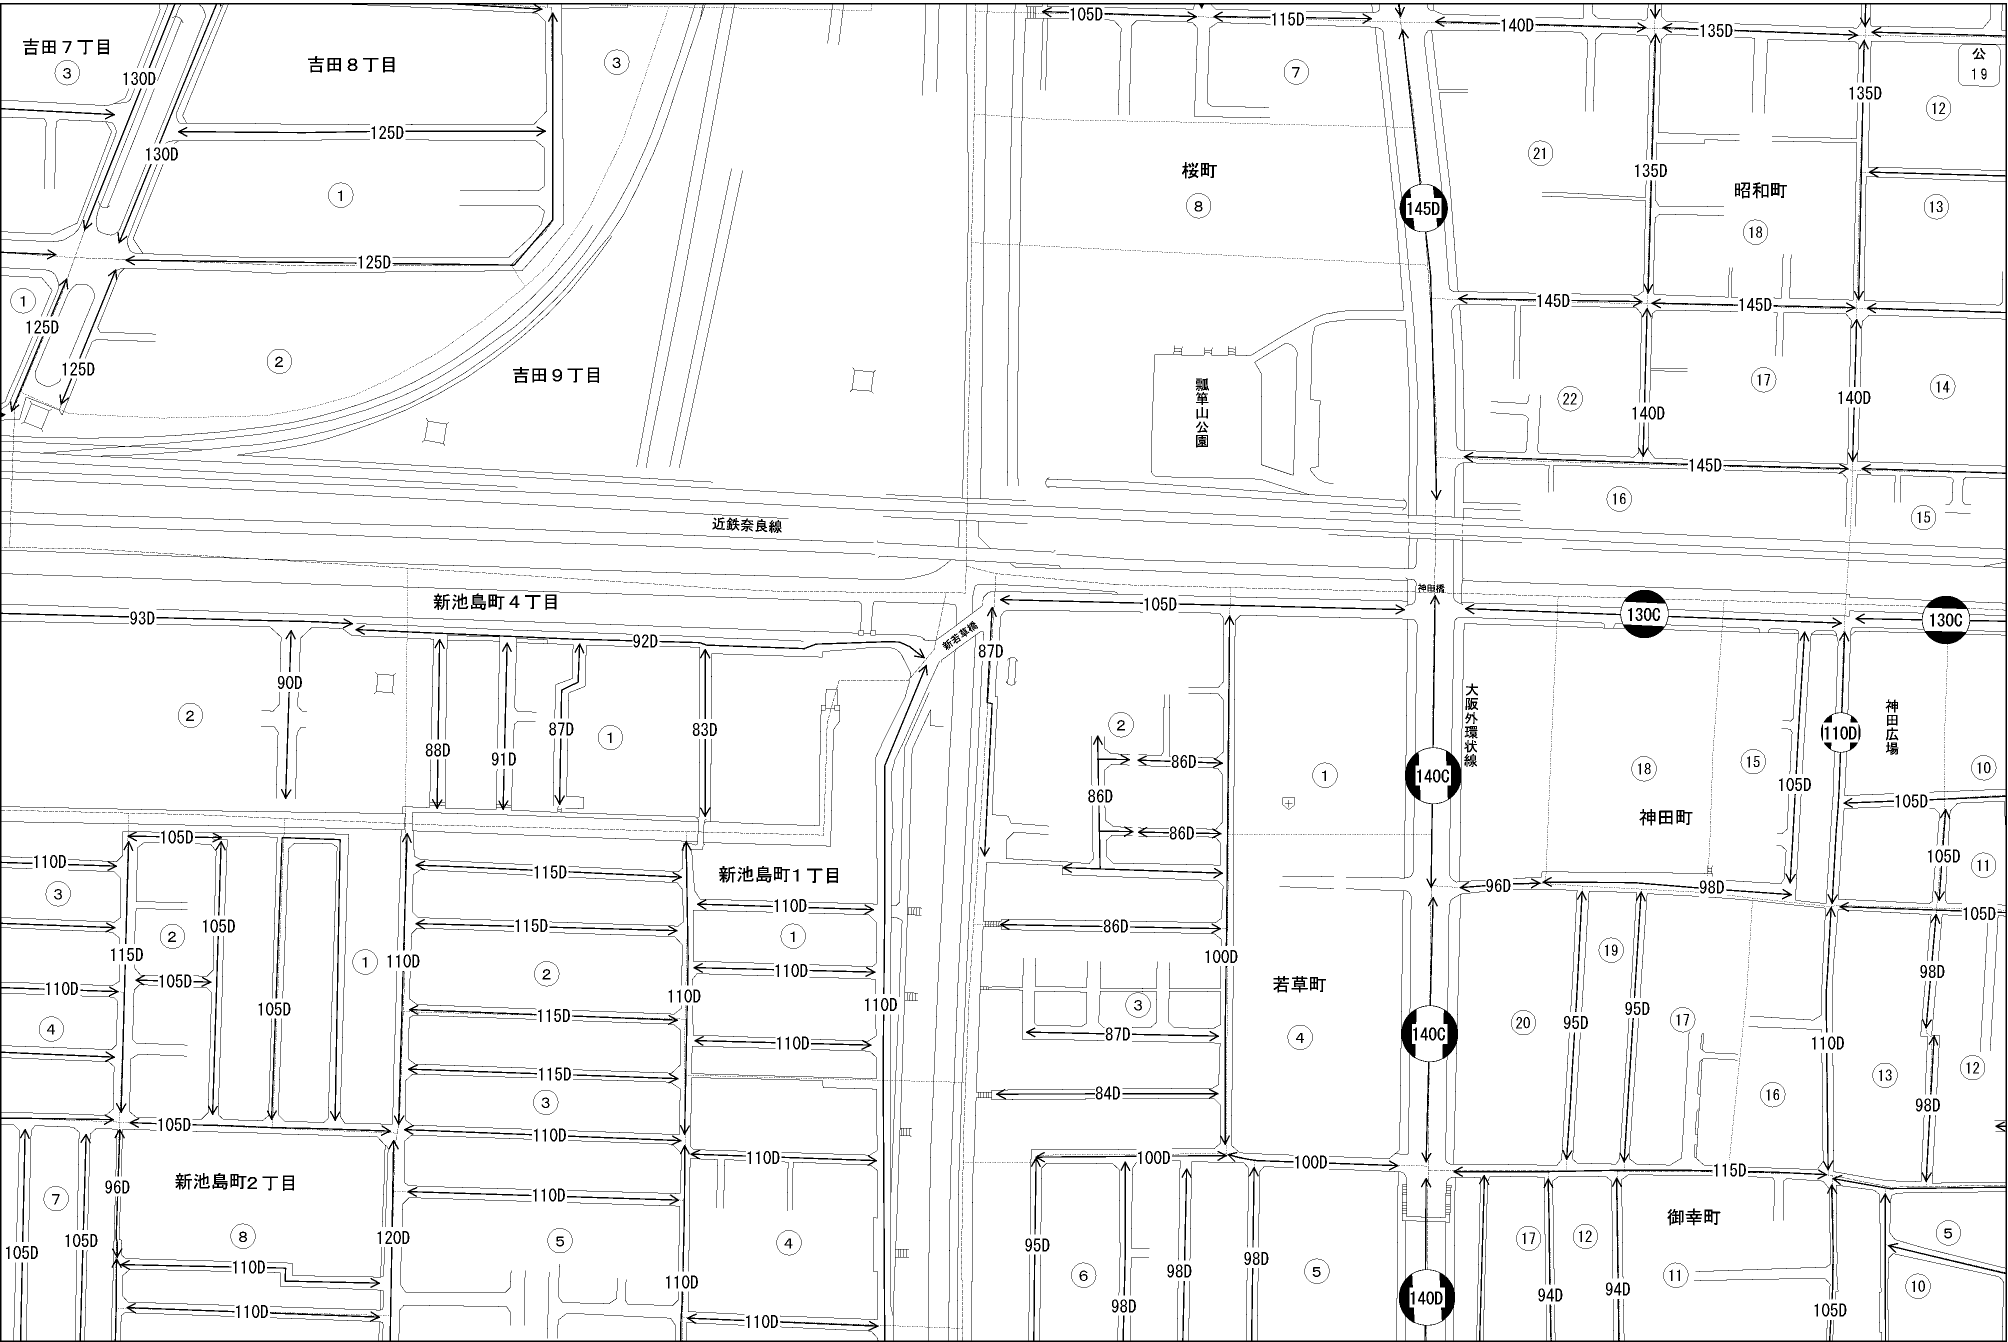 105D
115D
140D
135D
吉田７丁目
3
130D
吉田８丁目
3
7
公
19
12
135D
125D
130D
21
135D
桜町
8
昭和町
13
1
145D
18
125D
1
125D
145D
145D
2
125D
吉田９丁目
瓢箪山公園
22
140D
17
140D
14
145D
16
15
近鉄奈良線
神田橋
新池島町４丁目
93D
92D
新若草橋
105D
130C
130C
90D
87D
2
88D
91D
87D
1
83D
2
86D
86D
86D
1
大阪外環状線
140C
18
神田町
15
105D
110D
神田広場
10
105D
105D
11
105D
110D
3
115D
新池島町１丁目
96D
98D
105D
2
105D
115D
105D
105D
1
110D
115D
2
110D
1
110D
110D
110D
86D
100D
若草町
19
98D
110D
4
3
87D
4
140C
20
95D
95D
17
110D
13
12
98D
115D
115D
110D
84D
3
16
105D
110D
110D
100D
100D
115D
7
96D
新池島町２丁目
105D
105D
8
110D
110D
120D
110D
5
110D
4
110D
95D
6
98D
98D
98D
5
140D
17
12
94D
94D
御幸町
11
105D
5
10